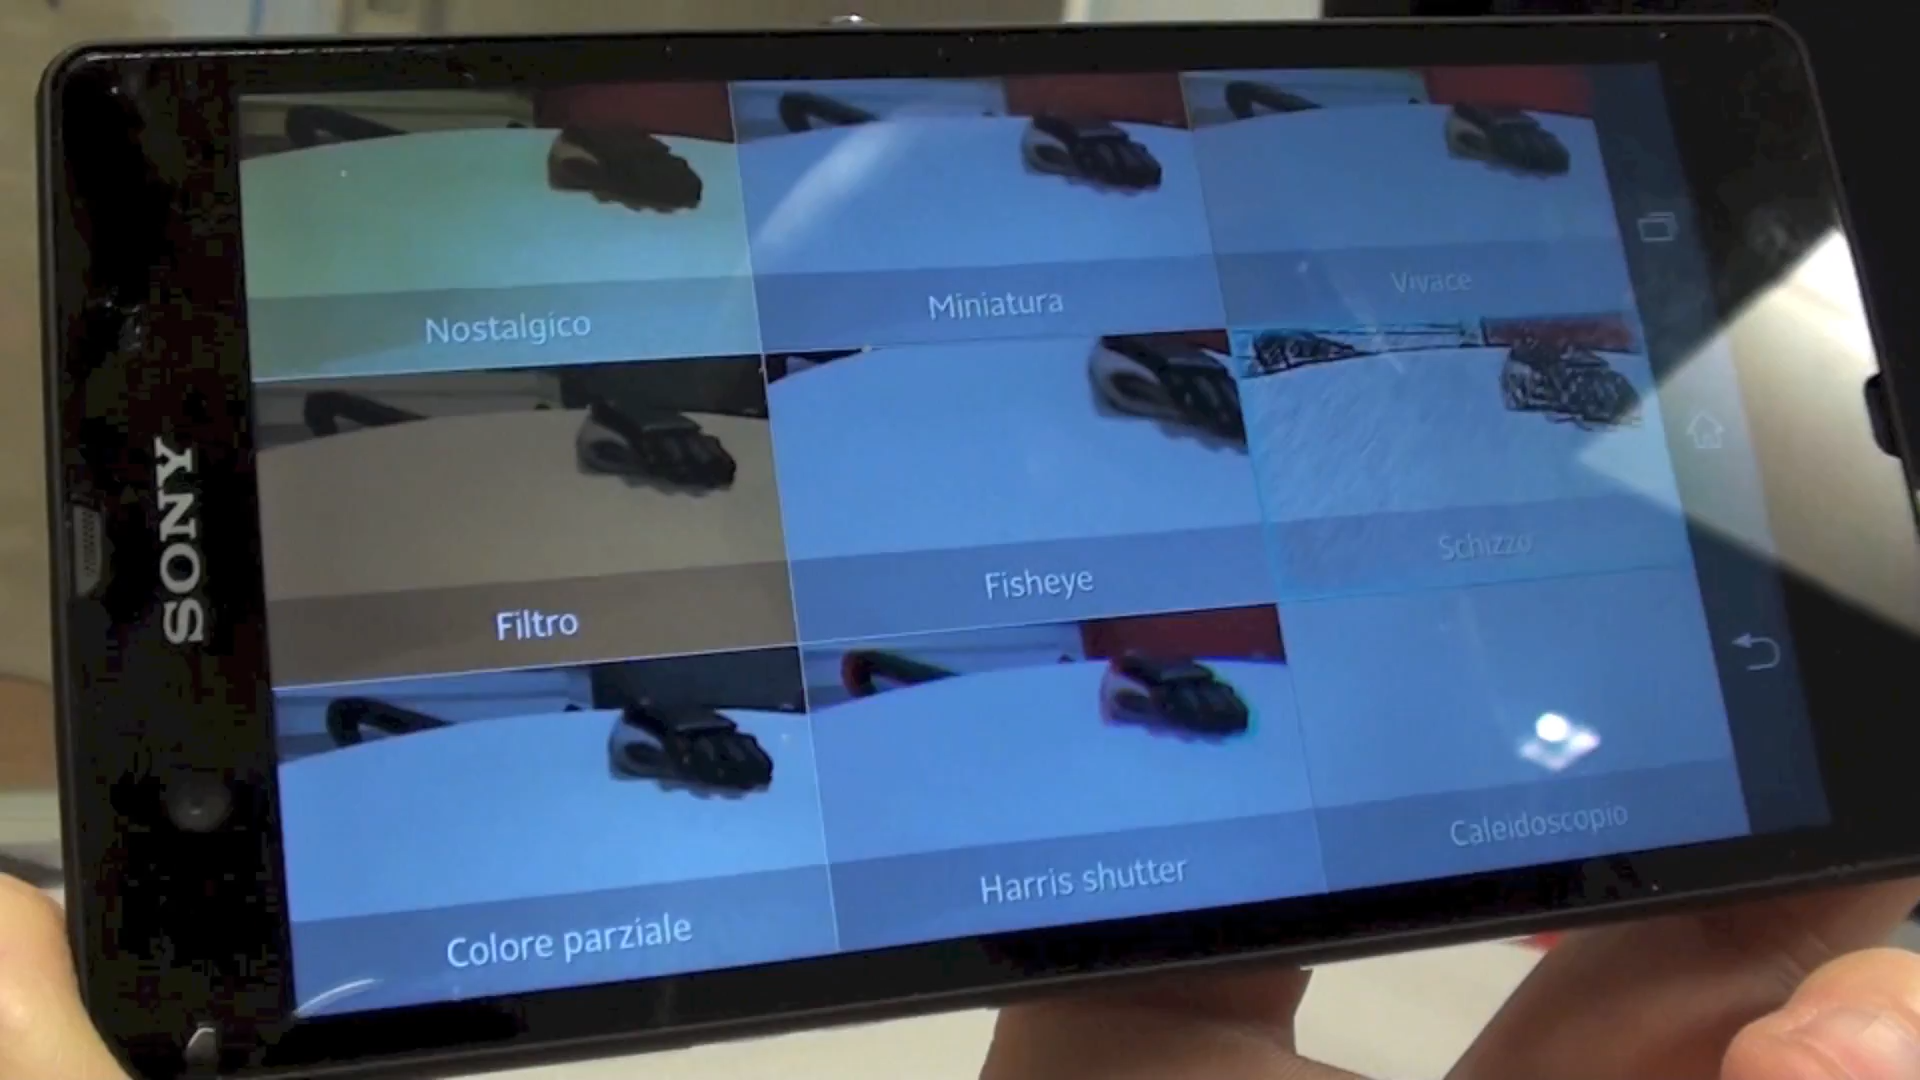 SONY
Nostalgico
Miniatura
Vivace
Filtro
Fisheye
Schizzo
Colore parziale
Harris shutter
Caleidoscopio